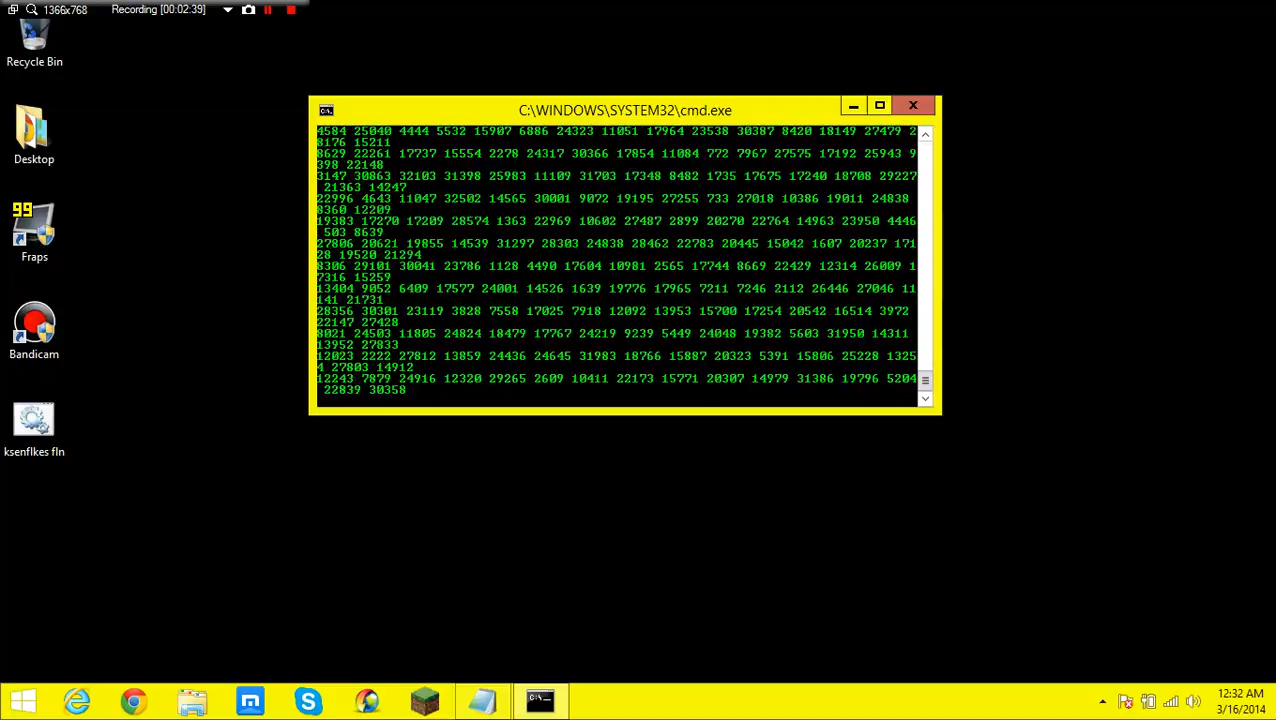 1366x768 Recording [00:02:39]
Recycle Bin
Desktop
99
Fraps
Bandicam
ksenflkes fln
C:\WINDOWS\SYSTEM32\cmd.exe
4584 25040 4444 5532 15907 6886 24323 11051 17964 23538 30387 8420 18149 27479 2
8176 15211
8629 22261 17737 15554 2278 24317 30366 17854 11084 772 7967 27575 17192 25943 9
398 22148
3147 30863 32103 31398 25983 11109 31703 17348 8482 1735 17675 17240 18708 29227
21363 14247
22996 4643 11047 32502 14565 30001 9072 19195 27255 733 27018 10386 19011 24838
8360 12209
19383 17270 17209 28574 1363 22969 10602 27487 2899 20270 22764 14963 23950 4446
503 8639
27806 20621 19855 14539 31297 28303 24838 28462 22783 20445 15042 1607 20237 171
28 19520 21294
8306 29101 30041 23786 1128 4490 17604 10981 2565 17744 8669 22429 12314 26009 1
7316 15259
13404 9052 6409 17577 24001 14526 1639 19776 17965 7211 7246 2112 26446 27046 11
141 21731
28356 30301 23119 3828 7558 17025 7918 12092 13953 15700 17254 20542 16514 3972
22147 27428
8021 24503 11805 24824 18479 17767 24219 9239 5449 24048 19382 5603 31950 14311
13952 27833
12023 2222 27812 13859 24436 24645 31983 18766 15887 20323 5391 15806 25228 1325
4 27803 14912
12243 7879 24916 12320 29265 2609 10411 22173 15771 20307 14979 31386 19796 5204
22839 30358
12:32 AM
3/16/2014